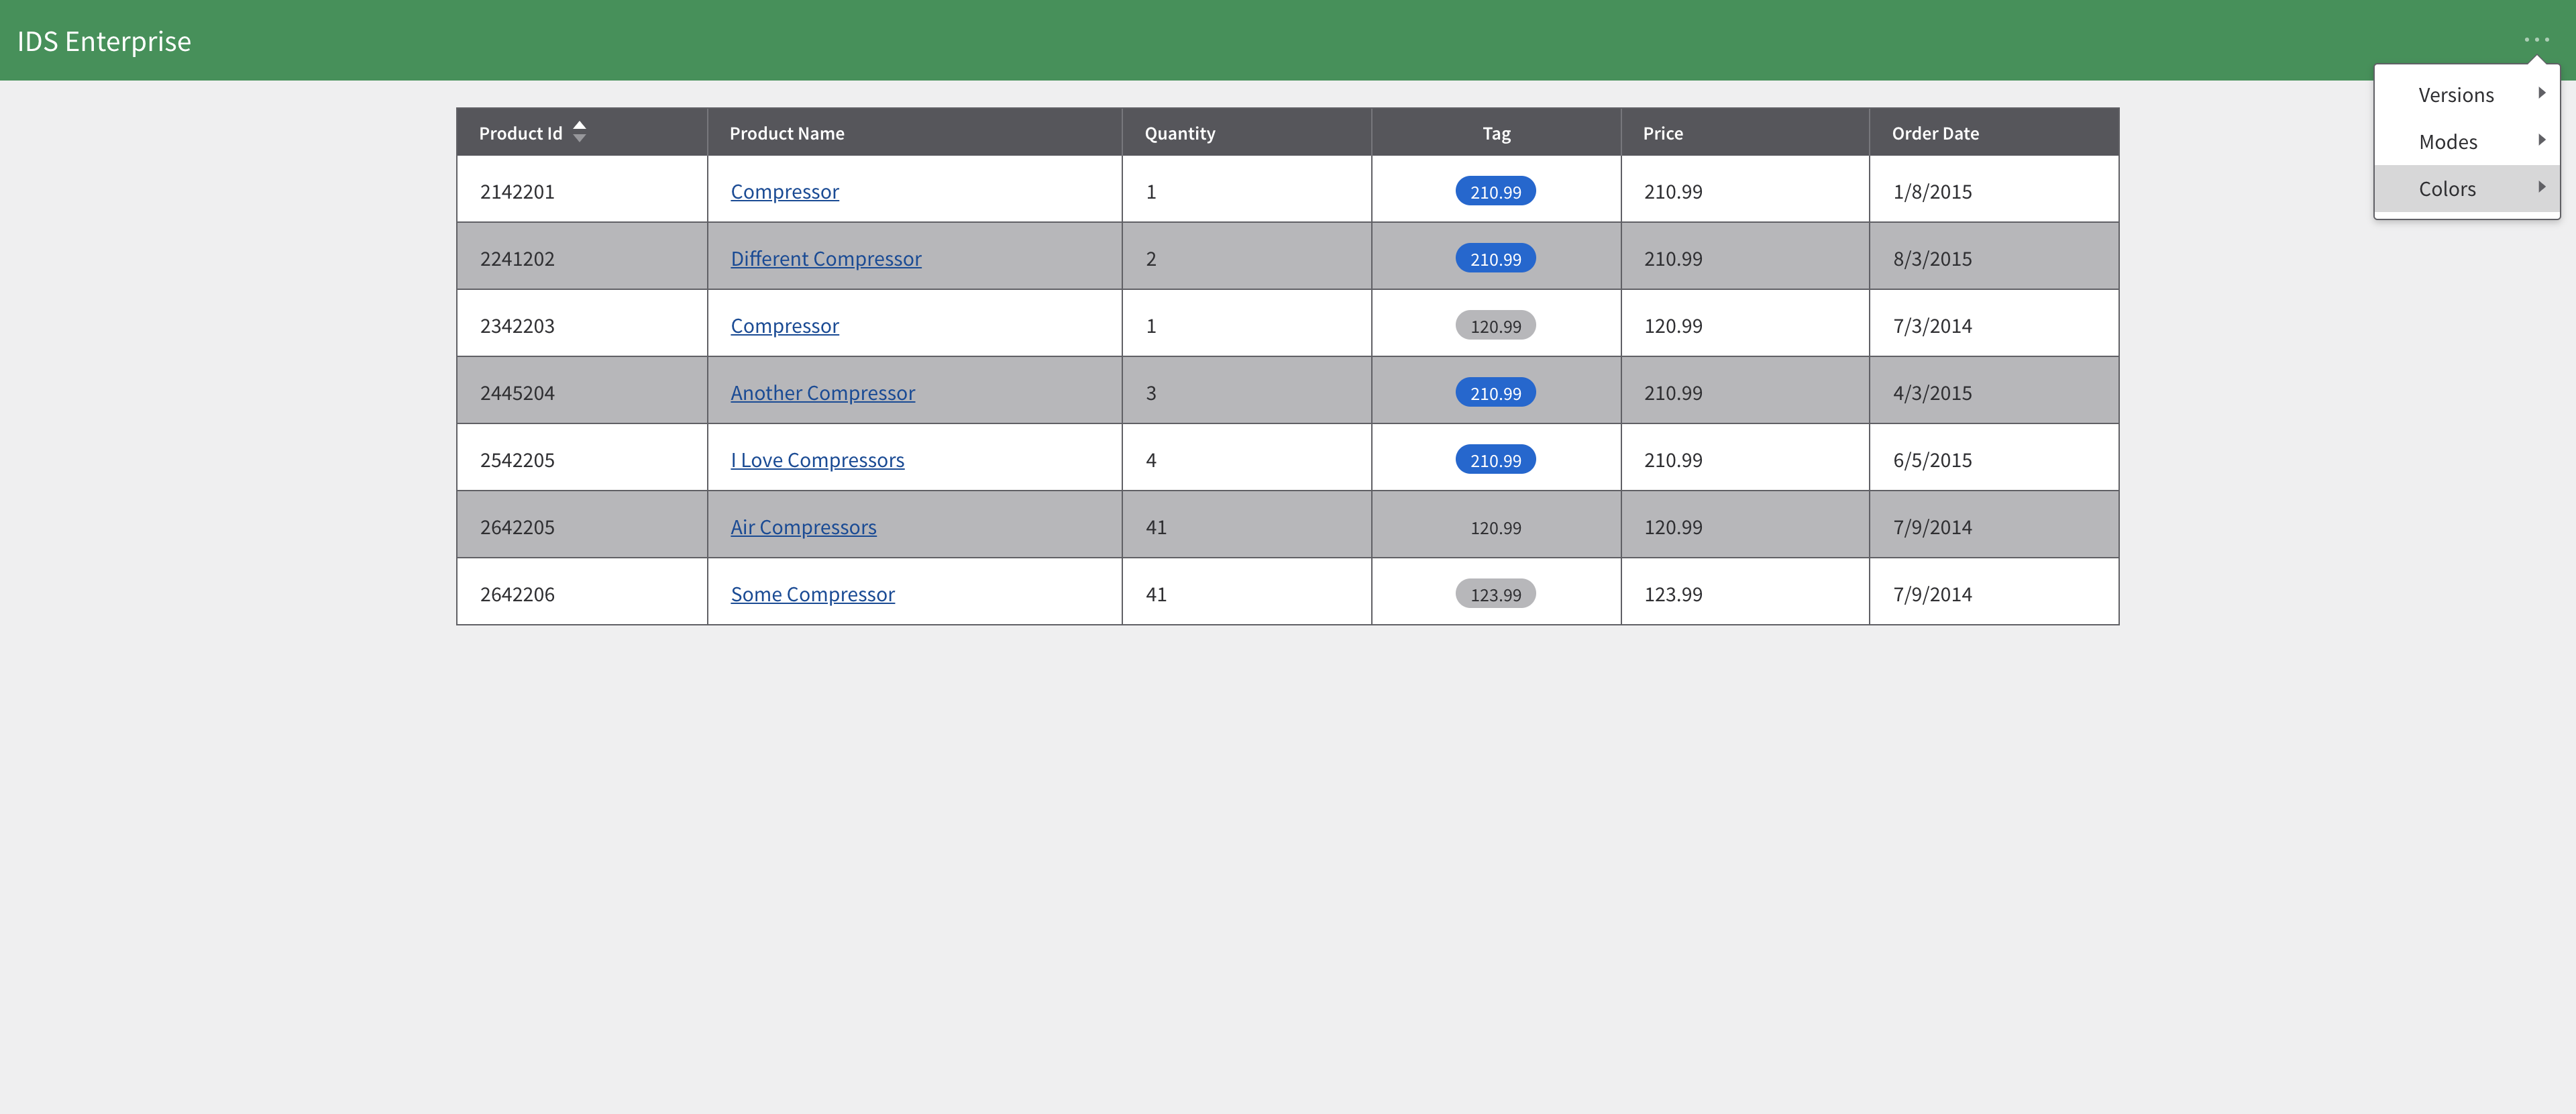 IDS Enterprise
Versions
Modes
Colors
Product Id Product Name Quantity Tag Price Order Date
2142201 Compressor 1 210.99 210.99 1/8/2015
2241202 Different Compressor 2 210.99 210.99 8/3/2015
2342203 Compressor 1 120.99 120.99 7/3/2014
2445204 Another Compressor 3 210.99 210.99 4/3/2015
2542205 I Love Compressors 4 210.99 210.99 6/5/2015
2642205 Air Compressors 41 120.99 120.99 7/9/2014
2642206 Some Compressor 41 123.99 123.99 7/9/2014